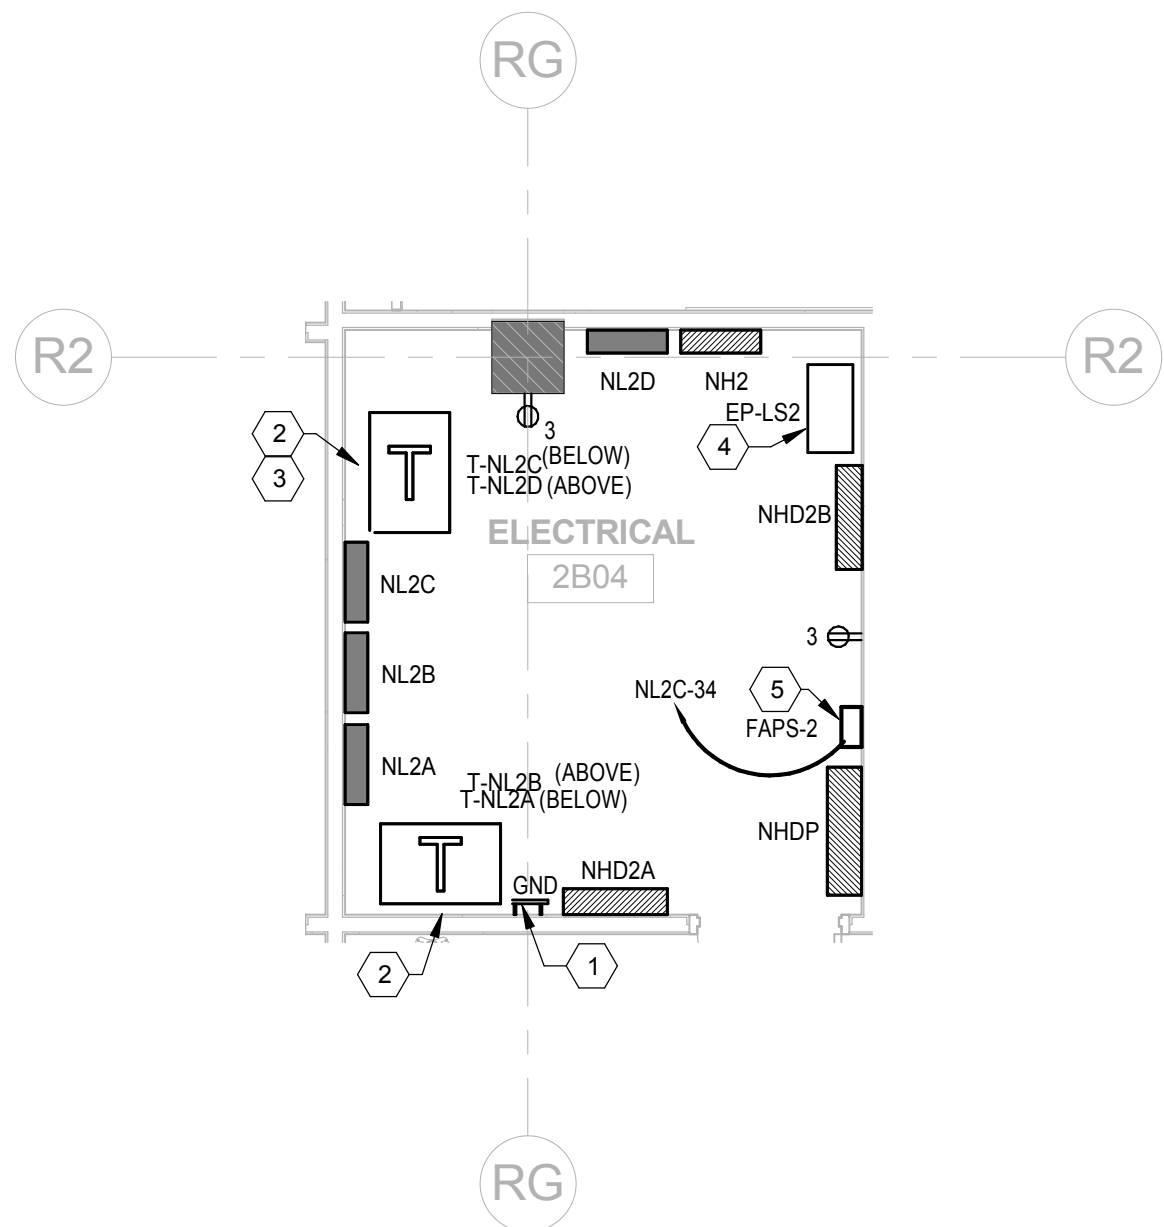 RG
R2
R2
NL2D
NH2
EP-LS2
2
3
4
3
(BELOW)
T-NL2C
T-NL2D (ABOVE)
T
NHD2B
ELECTRICAL
2B04
NL2C
3
NL2B
NL2C-34
5
FAPS-2
NL2A
(ABOVE)
T-NL2B
T-NL2A (BELOW)
NHDP
T
NHD2A
GND
2
1
RG